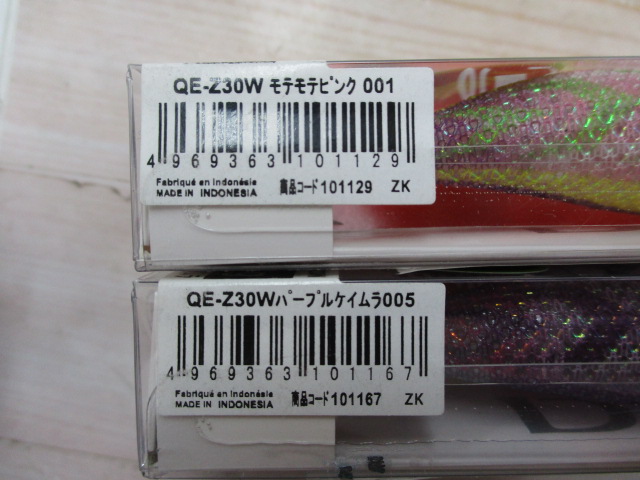 QE-Z30W ﾓﾃﾓﾃﾋﾟﾝｸ 001
4 969363 101129
Fabriqué en Indonésie
MADE IN INDONESIA 商品ｺｰﾄﾞ101129 ZK
QE-Z30Wﾊﾟｰﾌﾟﾙｹｲﾑﾗ005
4 969363 101167
Fabriqué en Indonésie
MADE IN INDONESIA 商品ｺｰﾄﾞ101167 ZK